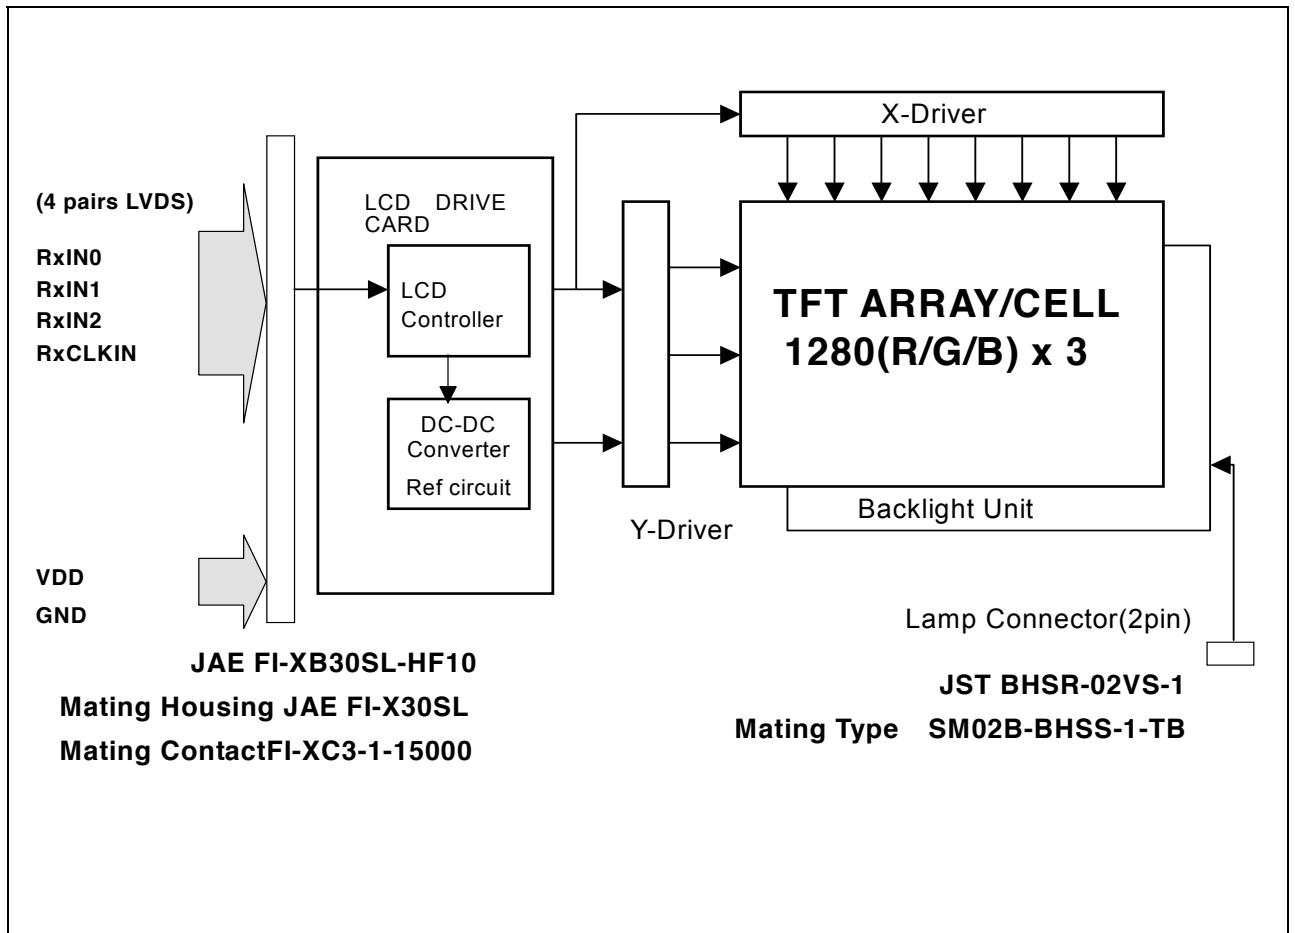 X-Driver
(4 pairs LVDS)
LCD DRIVE
CARD
RxIN0
RxIN1
RxIN2
RxCLKIN
LCD
Controller
TFT ARRAY/CELL
1280(R/G/B) x 3
DC-DC
Converter
Ref circuit
Backlight Unit
Y-Driver
VDD
GND
Lamp Connector(2pin)
JAE FI-XB30SL-HF10
Mating Housing JAE FI-X30SL
Mating ContactFI-XC3-1-15000
JST BHSR-02VS-1
Mating Type SM02B-BHSS-1-TB